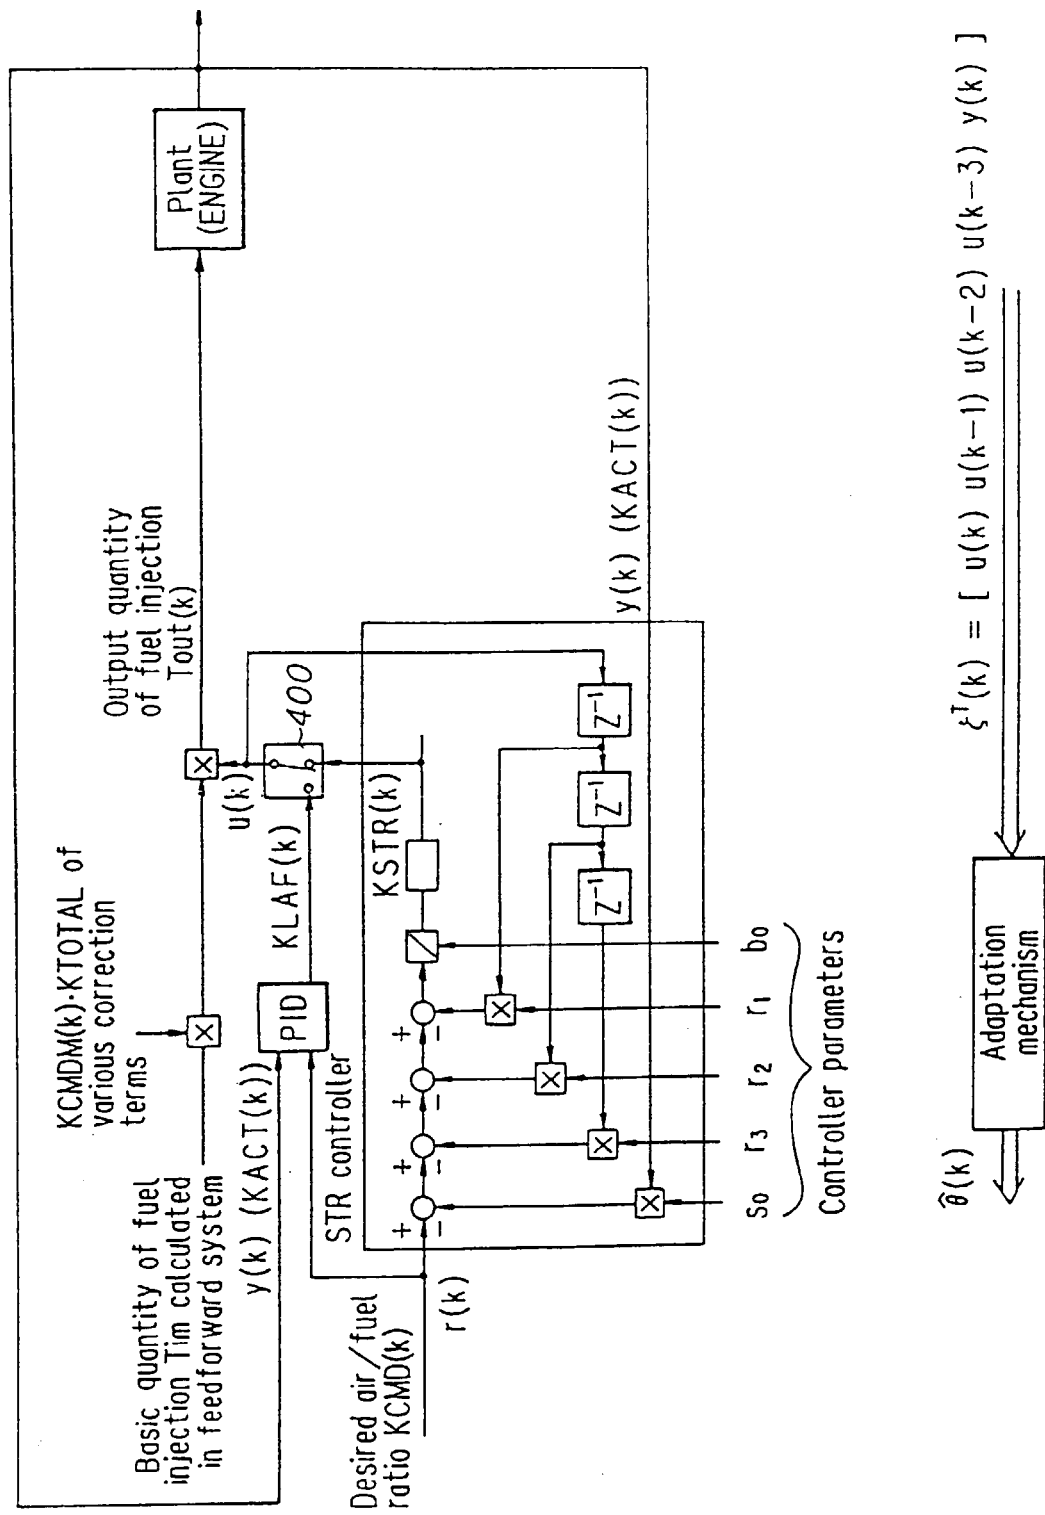 Basic quantity of fuel
injection Tim calculated
in feedforward system
KCMDM(k)·KTOTAL of
various correction
terms
Output quantity
of fuel injection
Tout(k)
Plant
(ENGINE)
X
X
u(k)
400
y(k) (KACT(k))
PID
KLAF(k)
STR controller
Desired air/fuel
ratio KCMD(k)
r(k)
+
−
+
−
+
−
+
−
KSTR(k)
Z⁻¹
Z⁻¹
Z⁻¹
X
X
X
X
y(k) (KACT(k))
s₀
r₃
r₂
r₁
b₀
Controller parameters
θ̂(k)
Adaptation
mechanism
ξᵀ(k) = [ u(k) u(k−1) u(k−2) u(k−3) y(k) ]